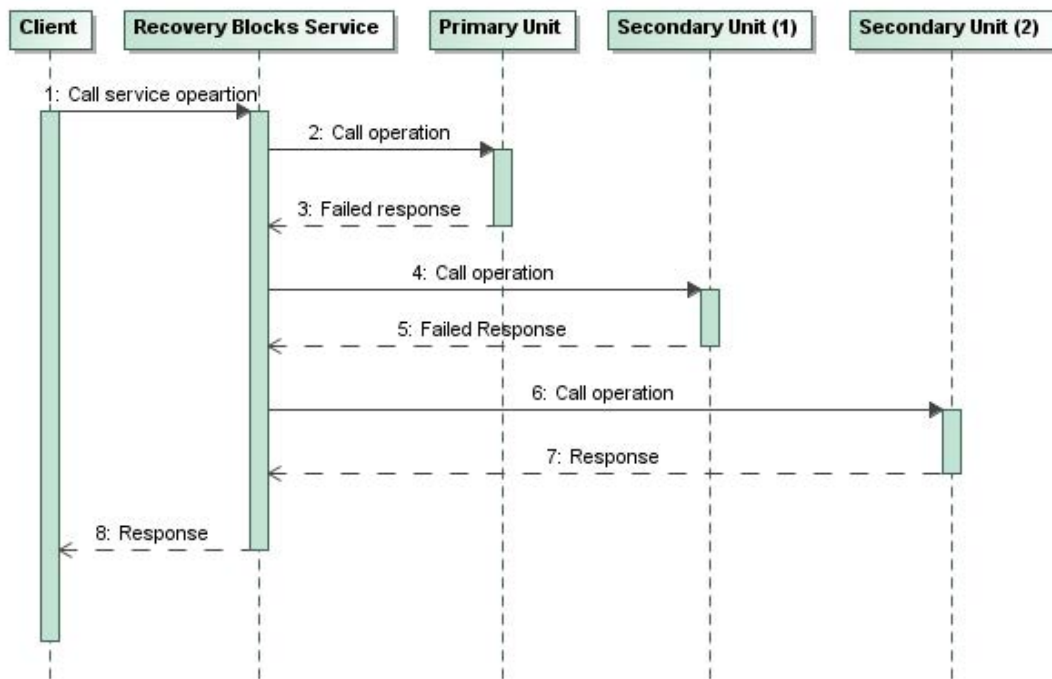 Client
Recovery Blocks Service
Primary Unit
Secondary Unit (1)
Secondary Unit (2)
1: Call service opeartion
2: Call operation
3: Failed response
4: Call operation
5: Failed Response
6: Call operation
7: Response
8: Response